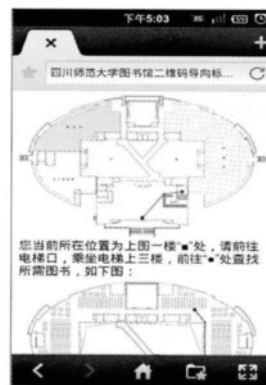 下午5:03
四川师范大学图书馆二维码导向标...
您当前所在位置为上图一楼“■”处，请前往
电梯口，乘坐电梯上三楼，前往“●”处查找
所需图书，如下图：